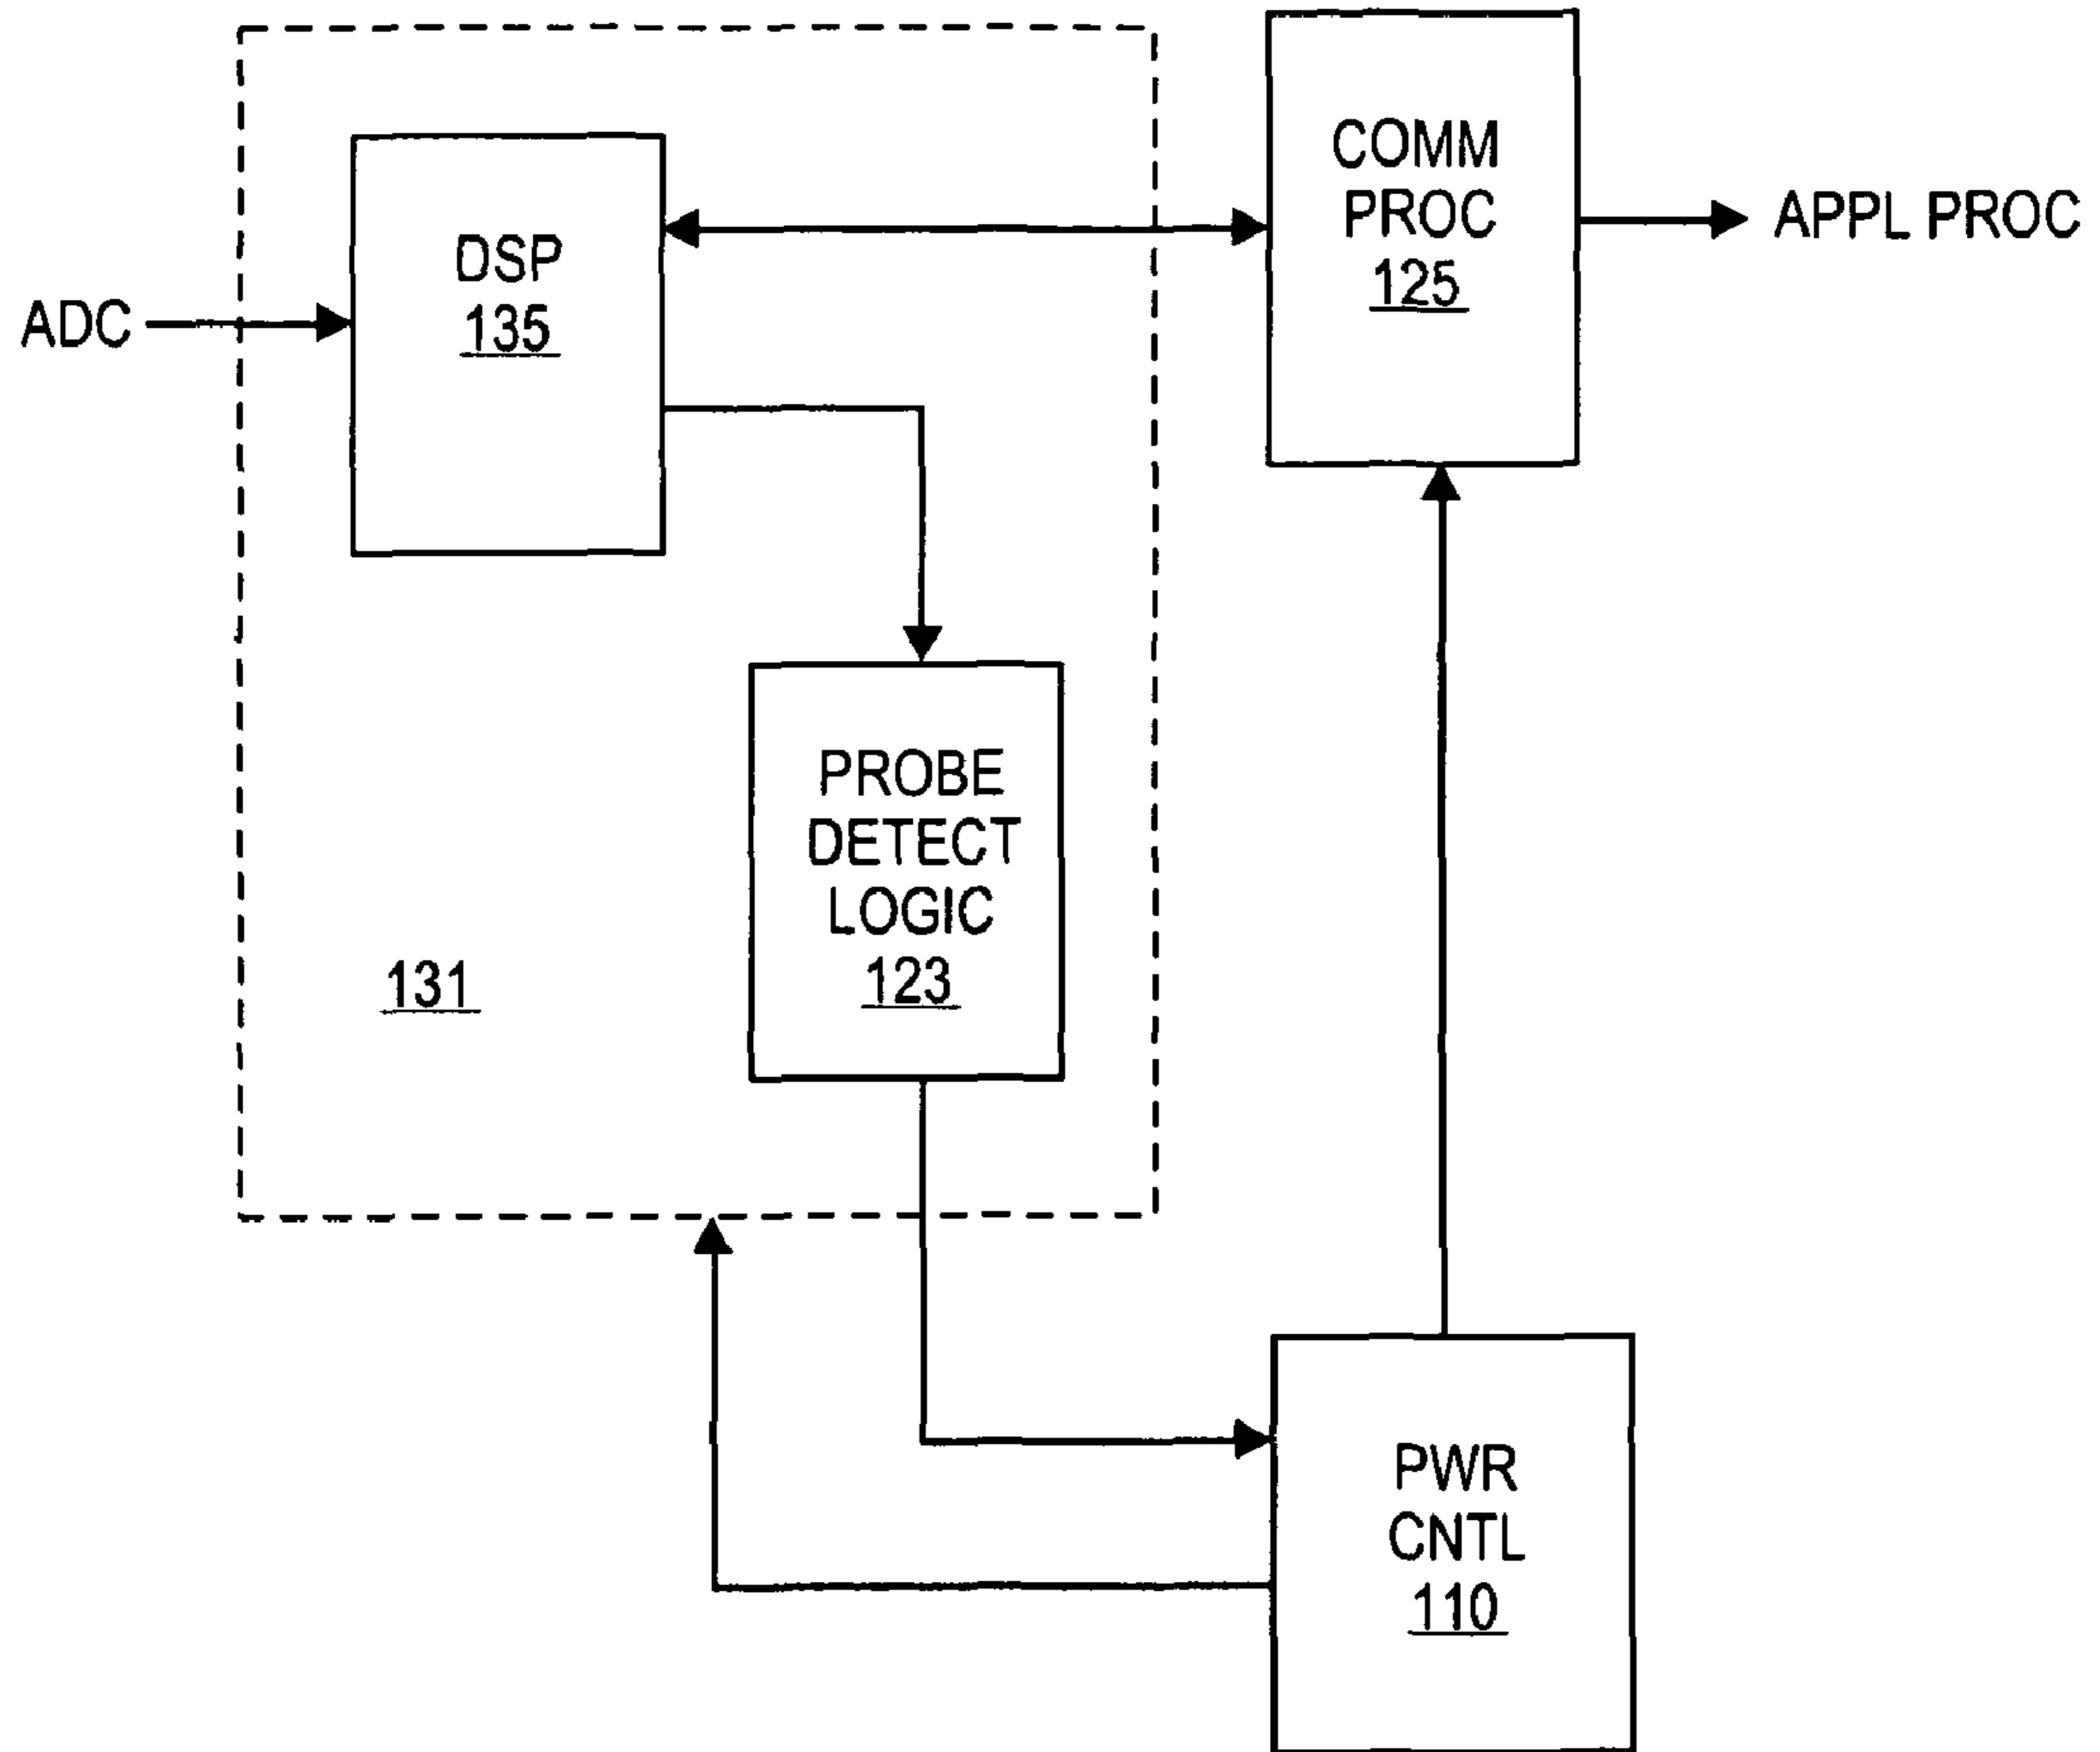 COMM
PROC
125
APPL PROC
DSP
135
ADC
PROBE
DETECT
LOGIC
123
131
PWR
CNTL
110